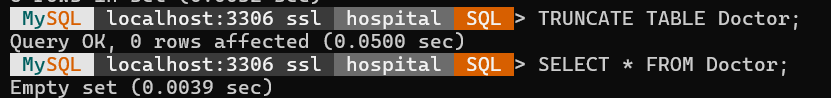 MySQL localhost:3306 ssl hospital SQL > TRUNCATE TABLE Doctor;
Query OK, 0 rows affected (0.0500 sec)
MySQL localhost:3306 ssl hospital SQL > SELECT * FROM Doctor;
Empty set (0.0039 sec)